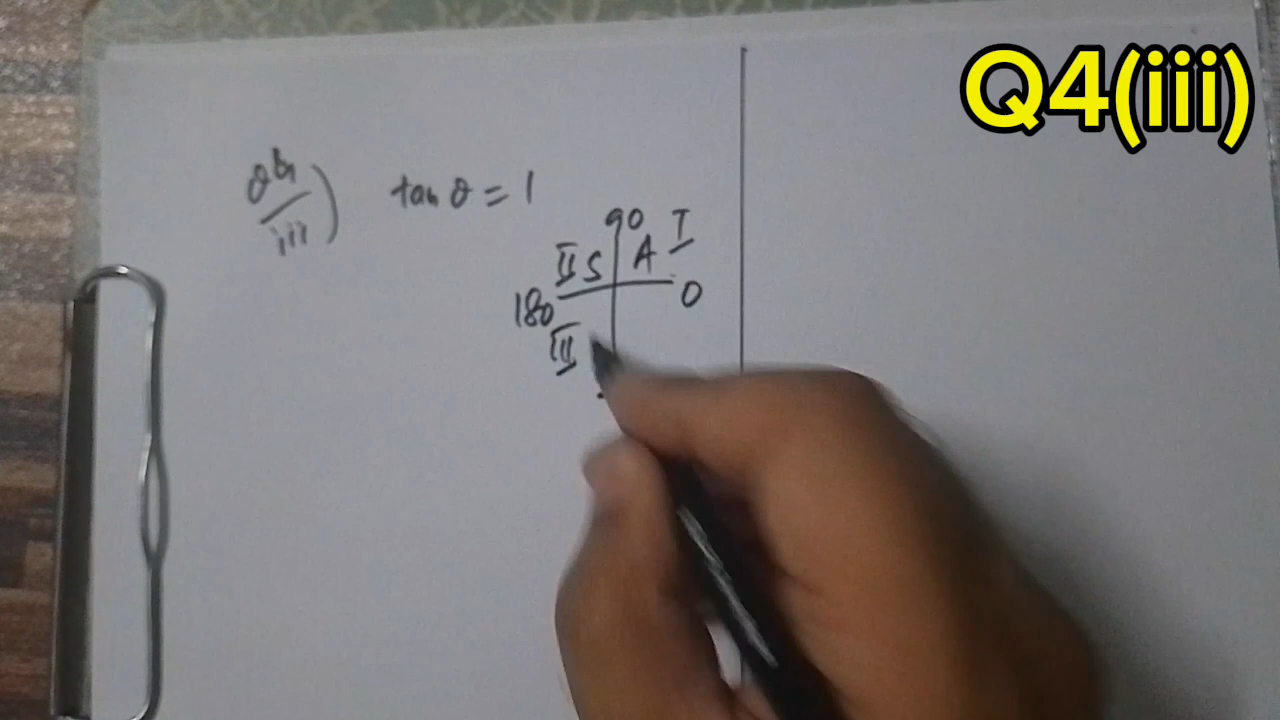 Q4(iii)
Q4
iii)
tan θ = 1
90 I
II S A
180 0
III